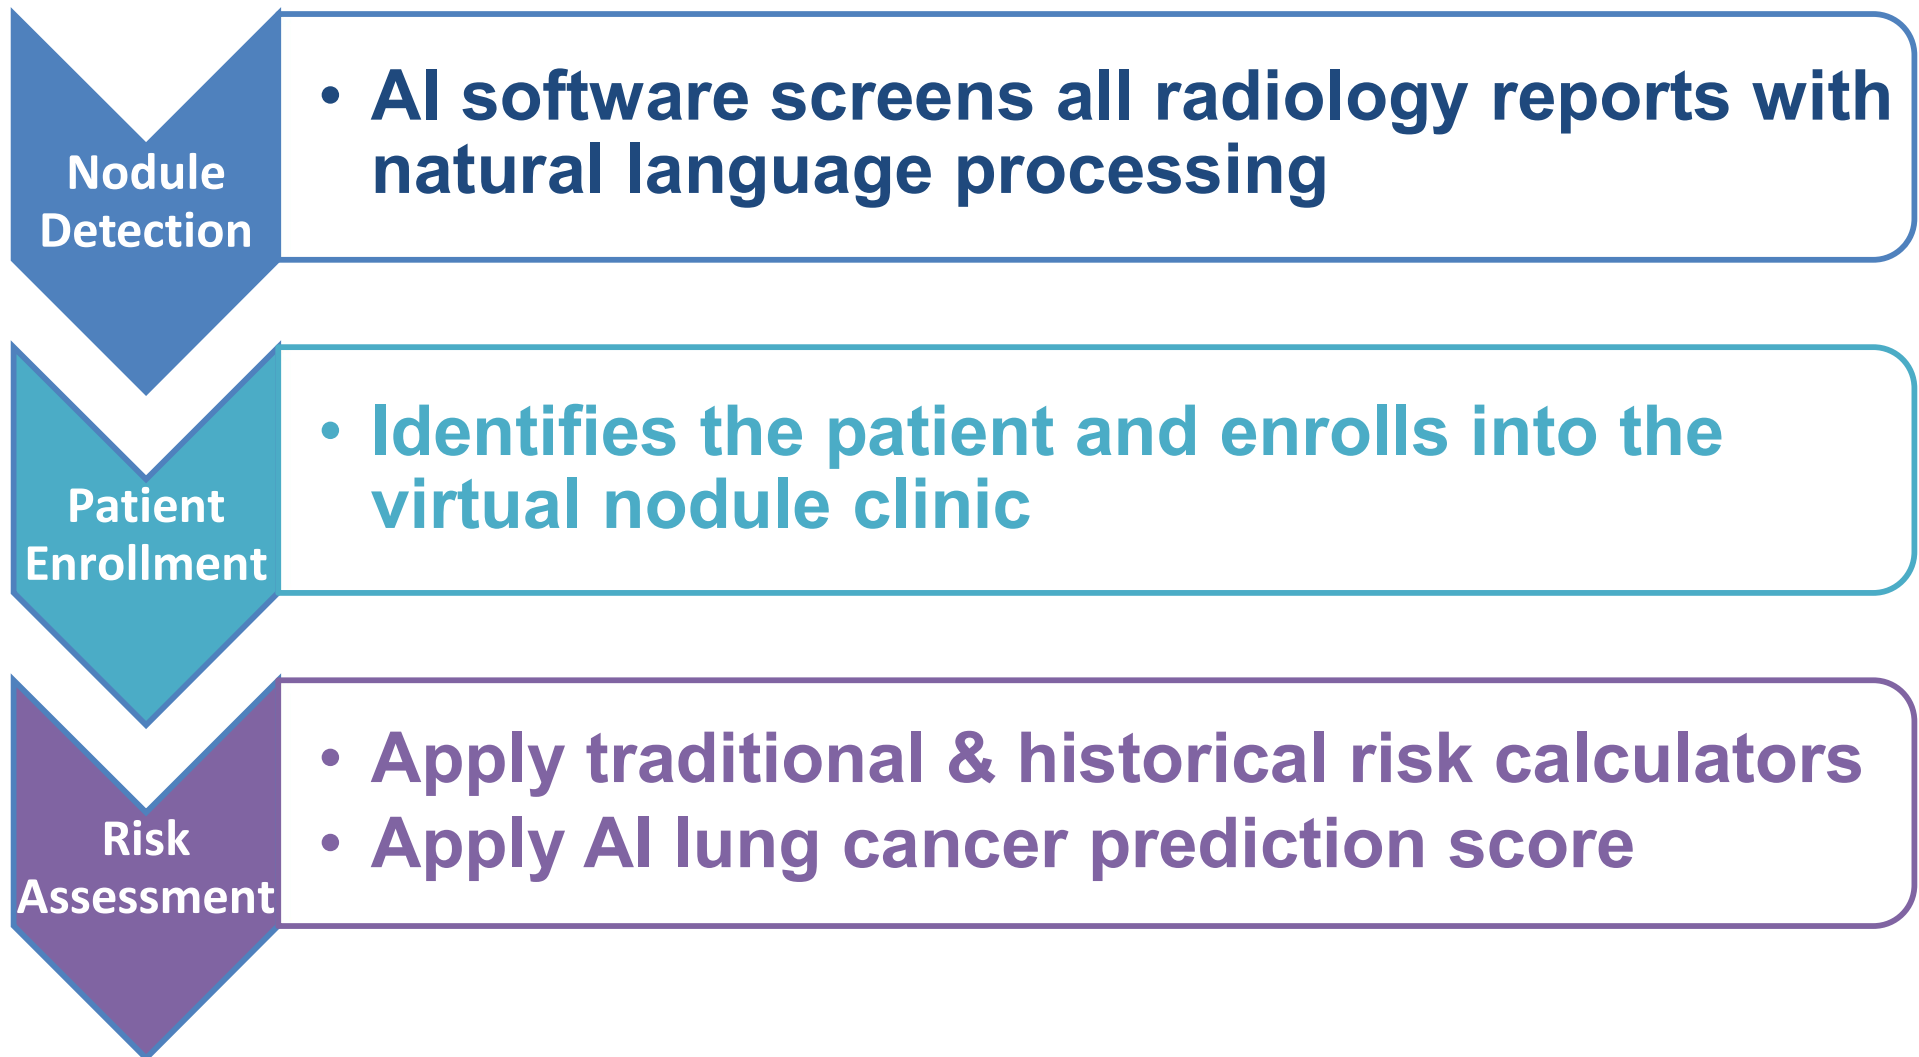 Nodule
Detection
• AI software screens all radiology reports with
natural language processing
Patient
Enrollment
• Identifies the patient and enrolls into the
virtual nodule clinic
Risk
Assessment
• Apply traditional & historical risk calculators
• Apply AI lung cancer prediction score